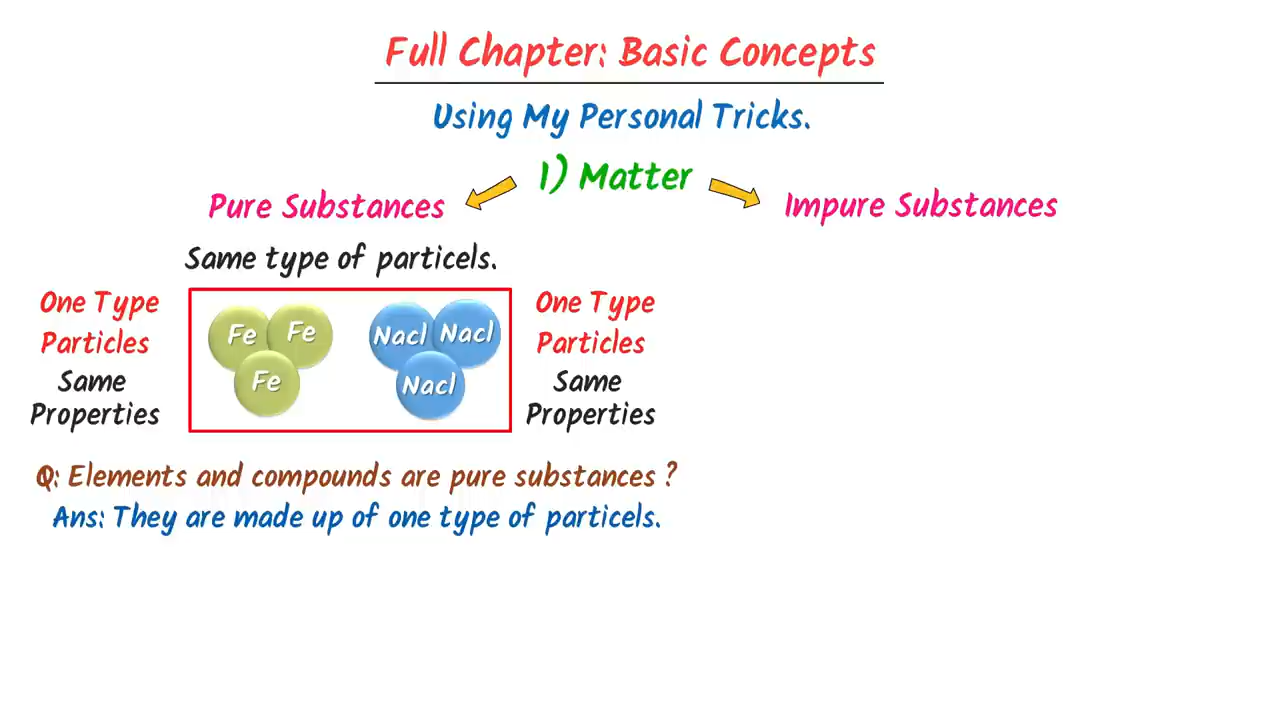 Full Chapter: Basic Concepts
Using My Personal Tricks.
1) Matter
Pure Substances
Impure Substances
Same type of particels.
One Type
Particles
Same
Properties
Fe Fe
Fe
Nacl Nacl
Nacl
One Type
Particles
Same
Properties
Q: Elements and compounds are pure substances ?
Ans: They are made up of one type of particels.